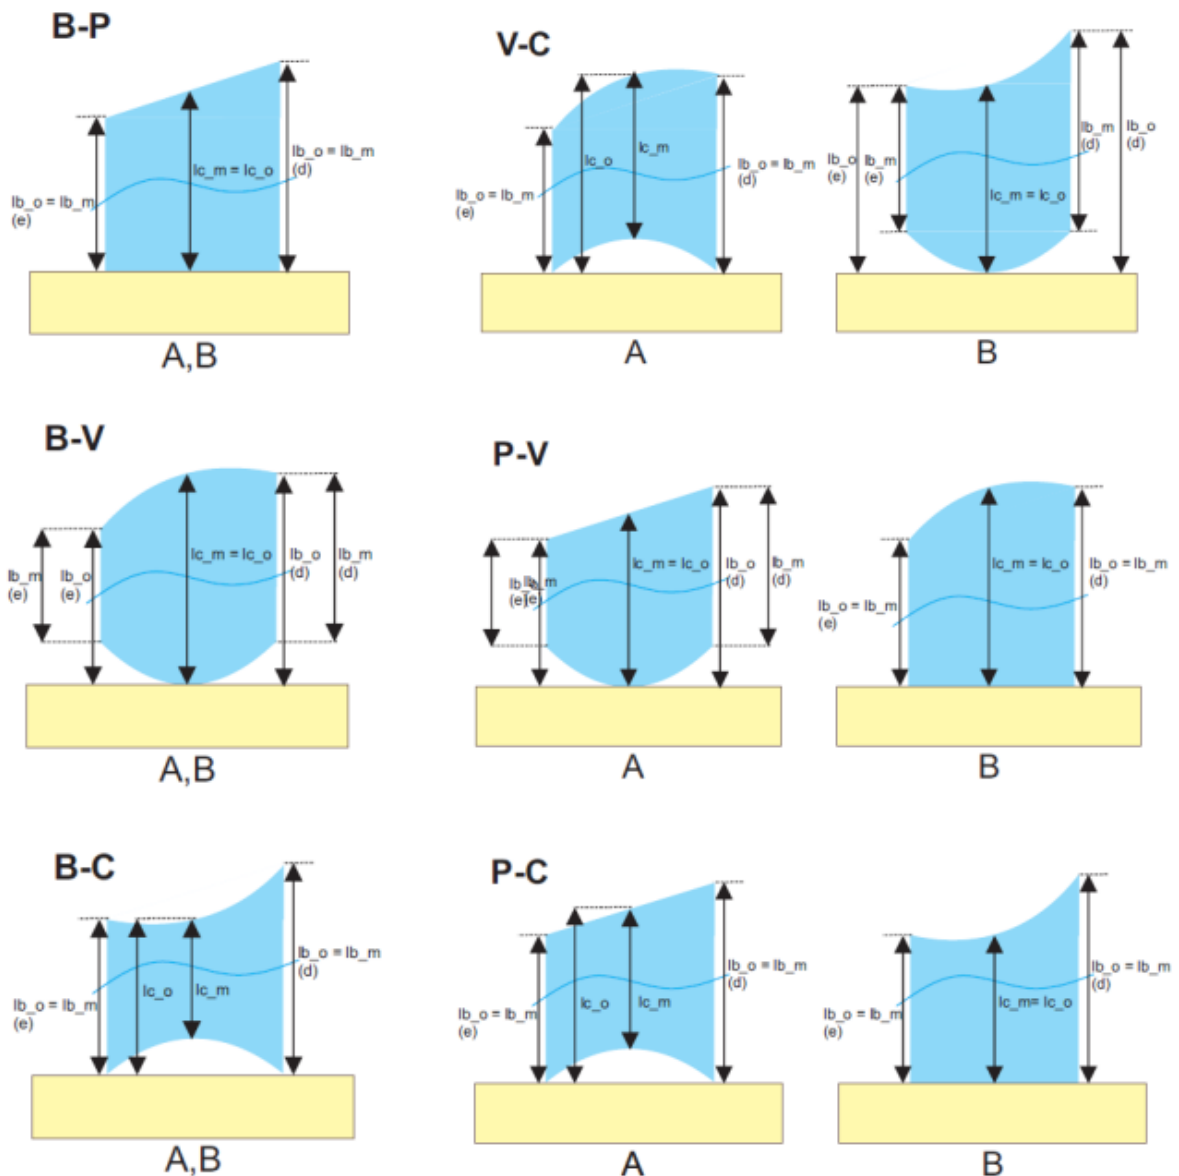 B-P
lb_o = lb_m
(e)
lc_m = lc_o
lb_o = lb_m
(d)
A,B
V-C
lb_o = lb_m
(e)
lc_o
lc_m
lb_o = lb_m
(d)
A
lb_o
(e)
lb_m
(e)
lc_m = lc_o
lb_m
(d)
lb_o
(d)
B
B-V
lb_m
(e)
lb_o
(e)
lc_m = lc_o
lb_o
(d)
lb_m
(d)
A,B
P-V
(e)
(e)
lc_m = lc_o
lb_o
(d)
lb_m
(d)
A
lb_o = lb_m
(e)
lc_m = lc_o
lb_o = lb_m
(d)
B
B-C
lb_o = lb_m
(e)
lc_o
lc_m
lb_o = lb_m
(d)
A,B
P-C
lb_o = lb_m
(e)
lc_o
lc_m
lb_o = lb_m
(d)
A
lb_o = lb_m
(e)
lc_m= lc_o
lb_o = lb_m
(d)
B